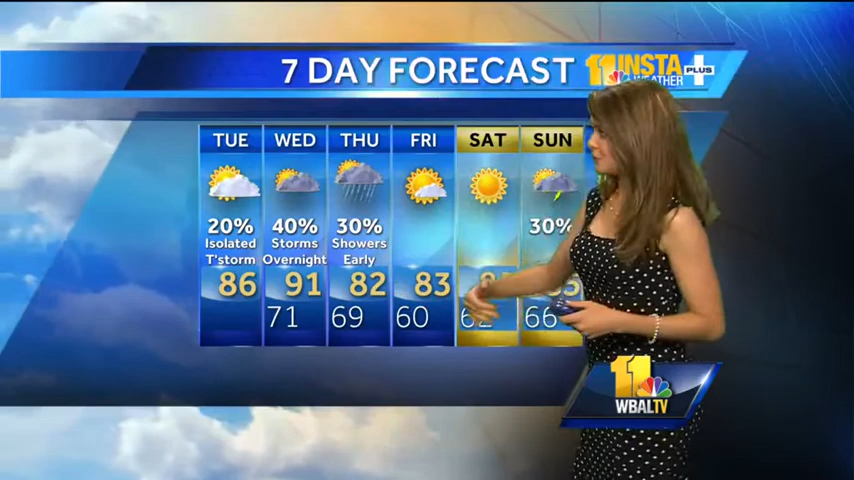 7 DAY FORECAST
11 INSTA
WEATHER PLUS
TUE WED THU FRI SAT SUN
20% 40% 30% 30%
Isolated Storms Showers
T'storm Overnight Early
86 91 82 83
71 69 60 66
11
WBALTV